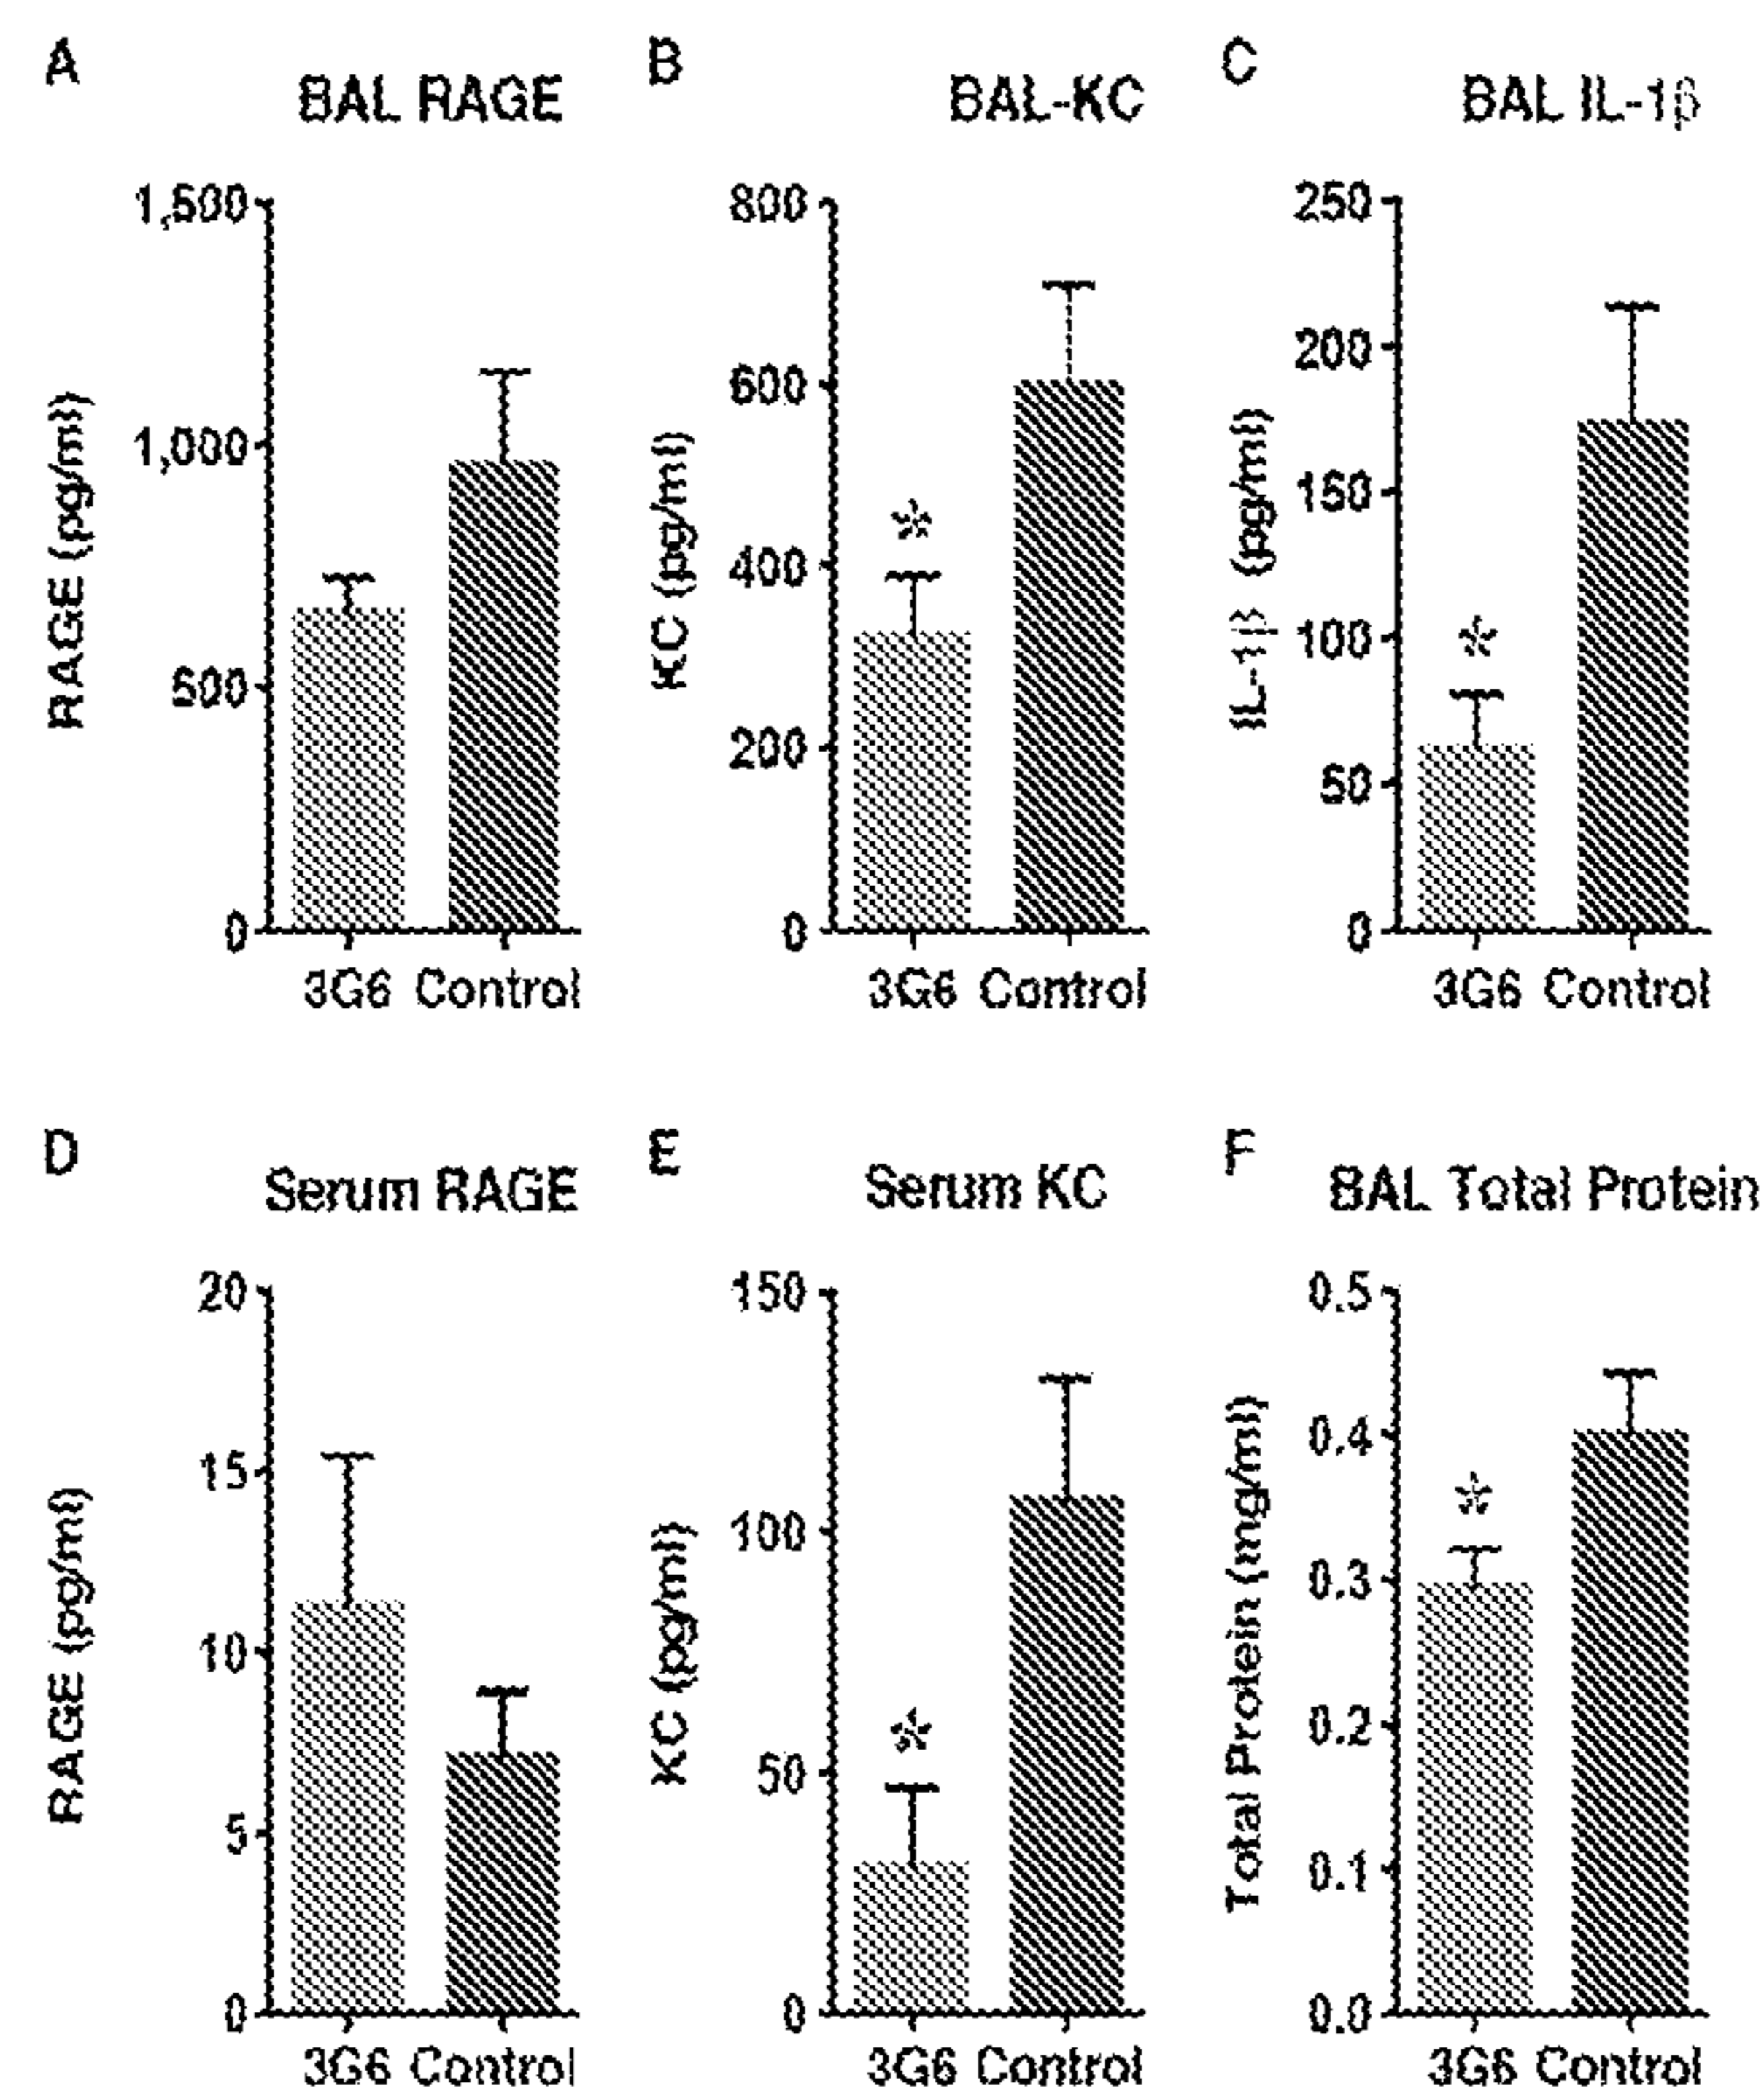 A
BAL RAGE
RAGE (pg/ml)
1,500
1,000
500
0
3G6 Control
B
BAL-KC
KC (pg/ml)
800
600
400
200
0
*
3G6 Control
C
BAL IL-1β
IL-1β (pg/ml)
250
200
150
100
50
0
*
3G6 Control
D
Serum RAGE
RAGE (pg/ml)
20
15
10
5
0
3G6 Control
E
Serum KC
KC (pg/ml)
150
100
50
0
*
3G6 Control
F
BAL Total Protein
Total Protein (mg/ml)
0.5
0.4
0.3
0.2
0.1
0.0
*
3G6 Control